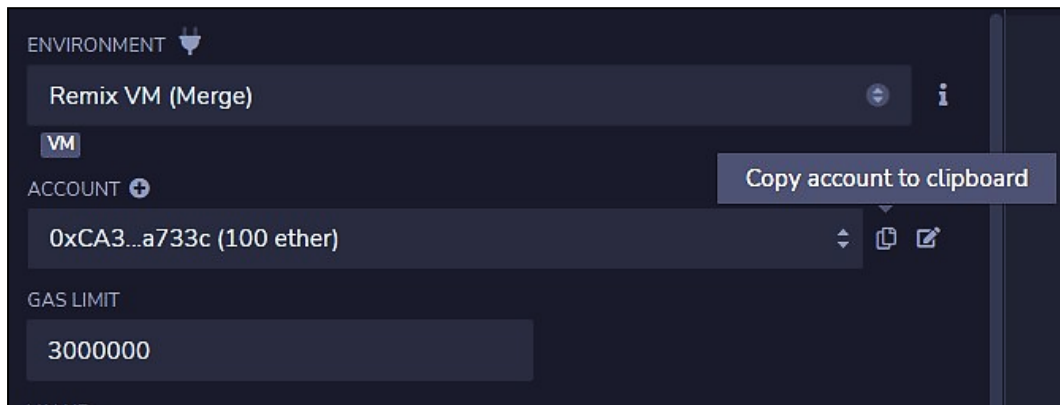 ENVIRONMENT
Remix VM (Merge)
VM
Copy account to clipboard
ACCOUNT
0xCA3...a733c (100 ether)
GAS LIMIT
3000000